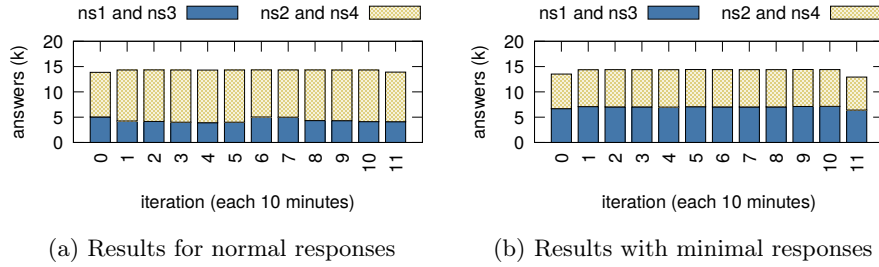 ns1 and ns3 ns2 and ns4
20
15
10
5
0
answers (k)
0 1 2 3 4 5 6 7 8 9 10 11
iteration (each 10 minutes)
(a) Results for normal responses
ns1 and ns3 ns2 and ns4
20
15
10
5
0
answers (k)
0 1 2 3 4 5 6 7 8 9 10 11
iteration (each 10 minutes)
(b) Results with minimal responses